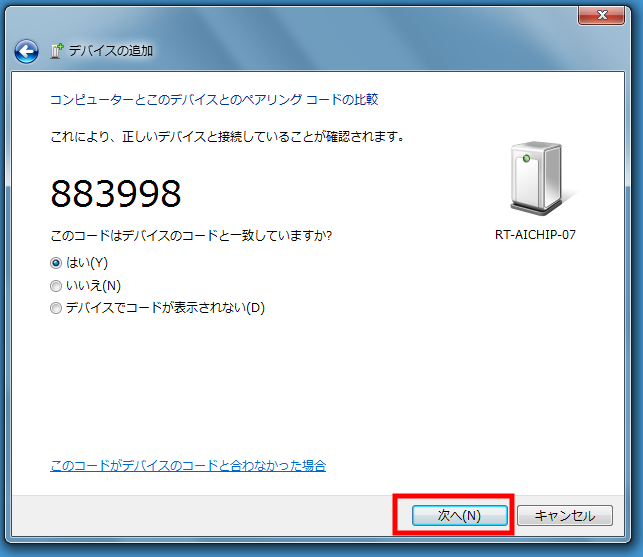 デバイスの追加
コンピューターとこのデバイスとのペアリング コードの比較
これにより、正しいデバイスと接続していることが確認されます。
883998
RT-AICHIP-07
このコードはデバイスのコードと一致していますか?
はい(Y)
いいえ(N)
デバイスでコードが表示されない(D)
このコードがデバイスのコードと合わなかった場合
次へ(N)
キャンセル